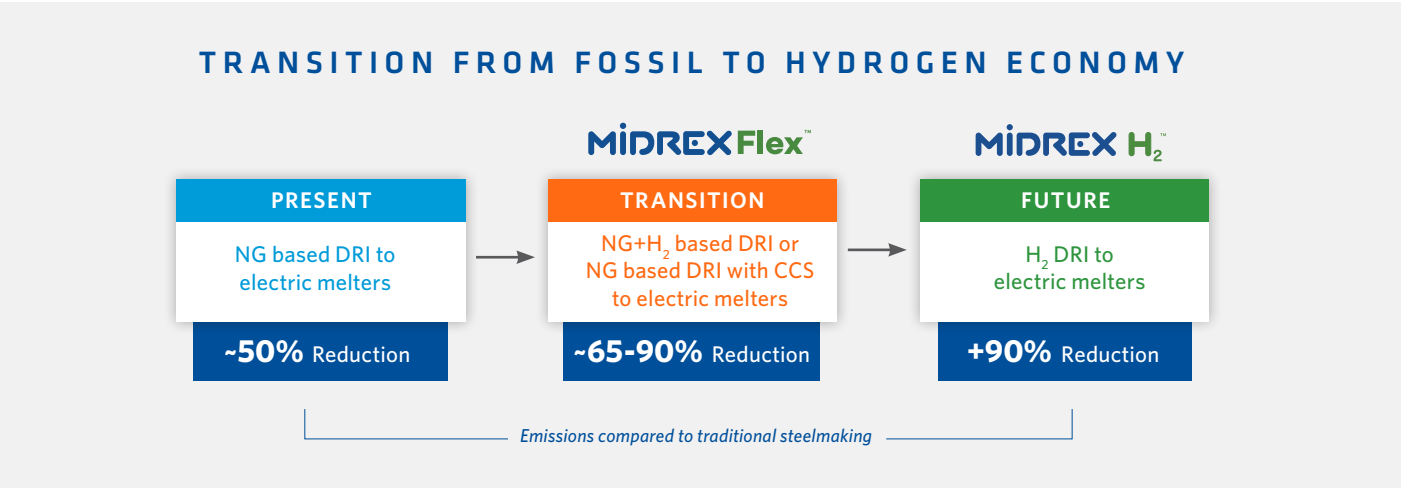 TRANSITION FROM FOSSIL TO HYDROGEN ECONOMY
MIDREX Flex™
MIDREX H₂™
PRESENT
NG based DRI to
electric melters
~50% Reduction
TRANSITION
NG+H₂ based DRI or
NG based DRI with CCS
to electric melters
~65-90% Reduction
FUTURE
H₂ DRI to
electric melters
+90% Reduction
Emissions compared to traditional steelmaking